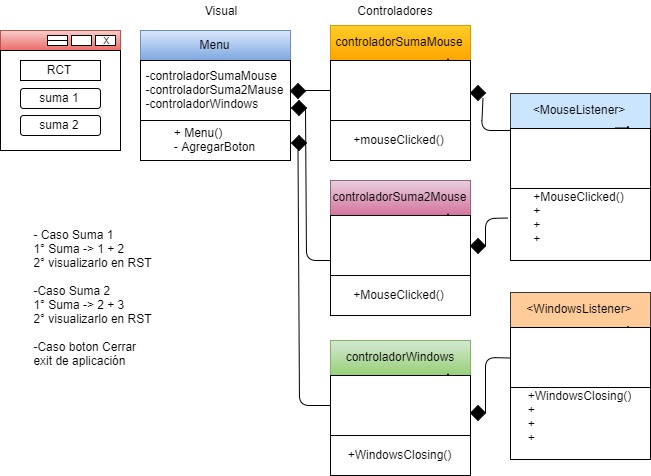 Visual
Controladores
X
RCT
suma 1
suma 2
Menu
-controladorSumaMouse
-controladorSuma2Mause
-controladorWindows
+ Menu()
- AgregarBoton
controladorSumaMouse
+mouseClicked()
controladorSuma2Mouse
+MouseClicked()
controladorWindows
+WindowsClosing()
<MouseListener>
+MouseClicked()
+
+
+
<WindowsListener>
+WindowsClosing()
+
+
+
- Caso Suma 1
1° Suma -> 1 + 2
2° visualizarlo en RST
-Caso Suma 2
1° Suma -> 2 + 3
2° visualizarlo en RST
-Caso boton Cerrar
exit de aplicación